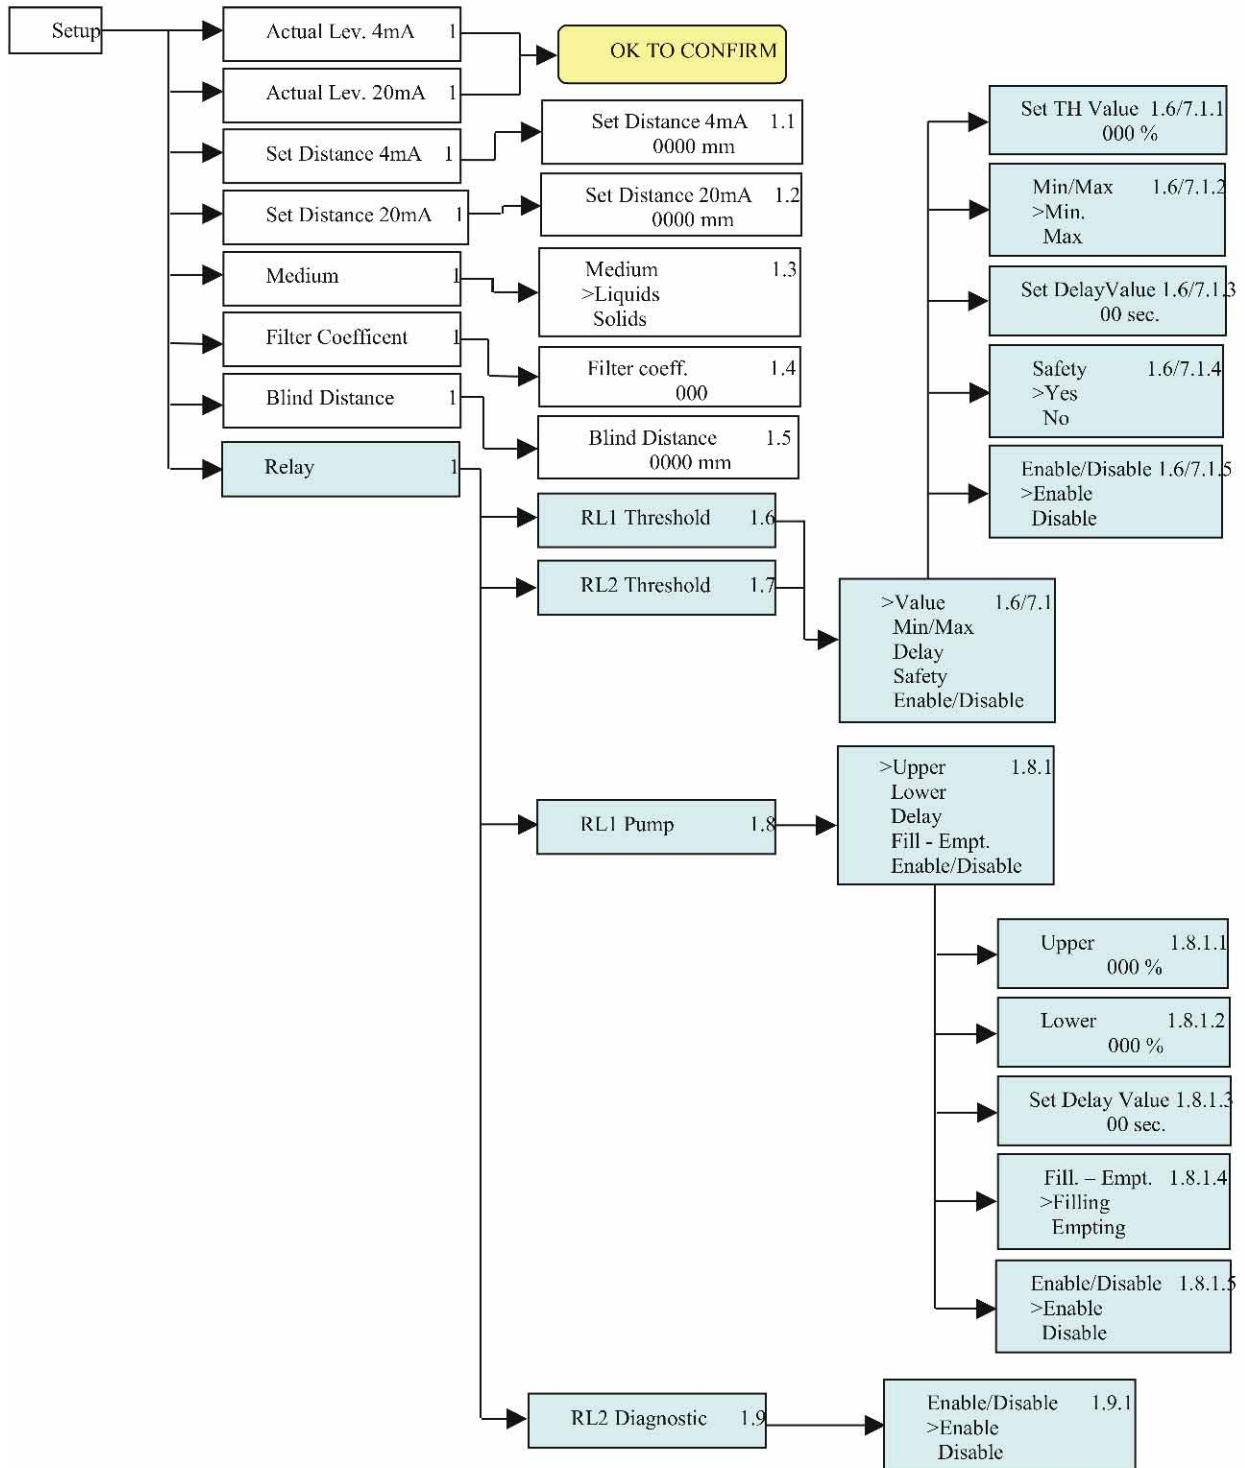 Setup
Actual Lev. 4mA 1
OK TO CONFIRM
Actual Lev. 20mA 1
Set Distance 4mA 1
Set Distance 4mA 1.1
0000 mm
Set Distance 20mA 1
Set Distance 20mA 1.2
0000 mm
Medium 1
Medium 1.3
>Liquids
Solids
Filter Coefficent 1
Filter coeff. 1.4
000
Blind Distance 1
Blind Distance 1.5
0000 mm
Relay 1
RL1 Threshold 1.6
RL2 Threshold 1.7
>Value 1.6/7.1
Min/Max
Delay
Safety
Enable/Disable
Set TH Value 1.6/7.1.1
000 %
Min/Max 1.6/7.1.2
>Min.
Max
Set DelayValue 1.6/7.1.3
00 sec.
Safety 1.6/7.1.4
>Yes
No
Enable/Disable 1.6/7.1.5
>Enable
Disable
RL1 Pump 1.8
>Upper 1.8.1
Lower
Delay
Fill - Empt.
Enable/Disable
Upper 1.8.1.1
000 %
Lower 1.8.1.2
000 %
Set Delay Value 1.8.1.3
00 sec.
Fill. – Empt. 1.8.1.4
>Filling
Empting
Enable/Disable 1.8.1.5
>Enable
Disable
RL2 Diagnostic 1.9
Enable/Disable 1.9.1
>Enable
Disable